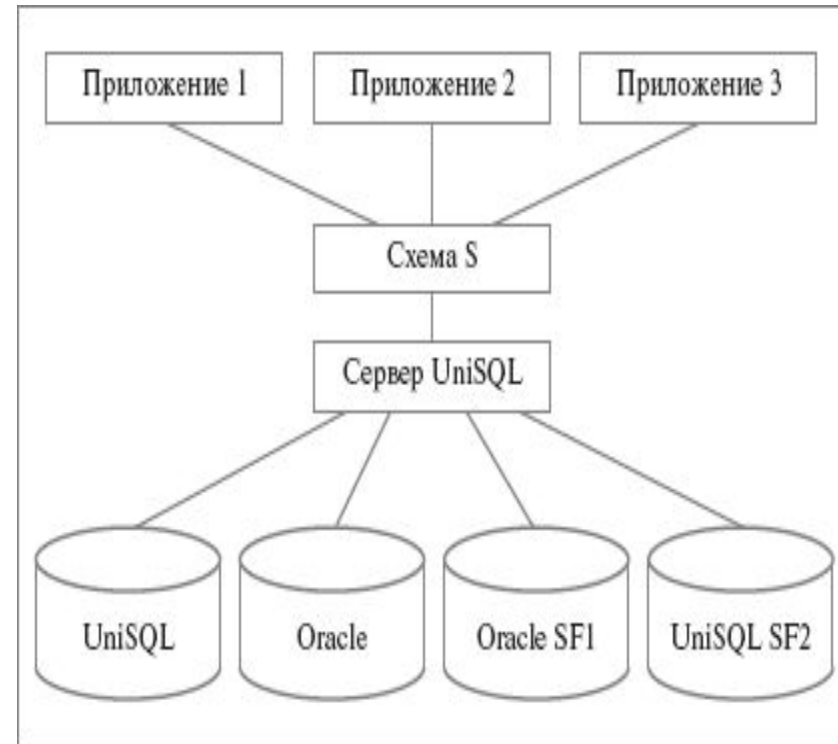 Приложение 1
Приложение 2
Приложение 3
Схема S
Сервер UniSQL
UniSQL
Oracle
Oracle SF1
UniSQL SF2